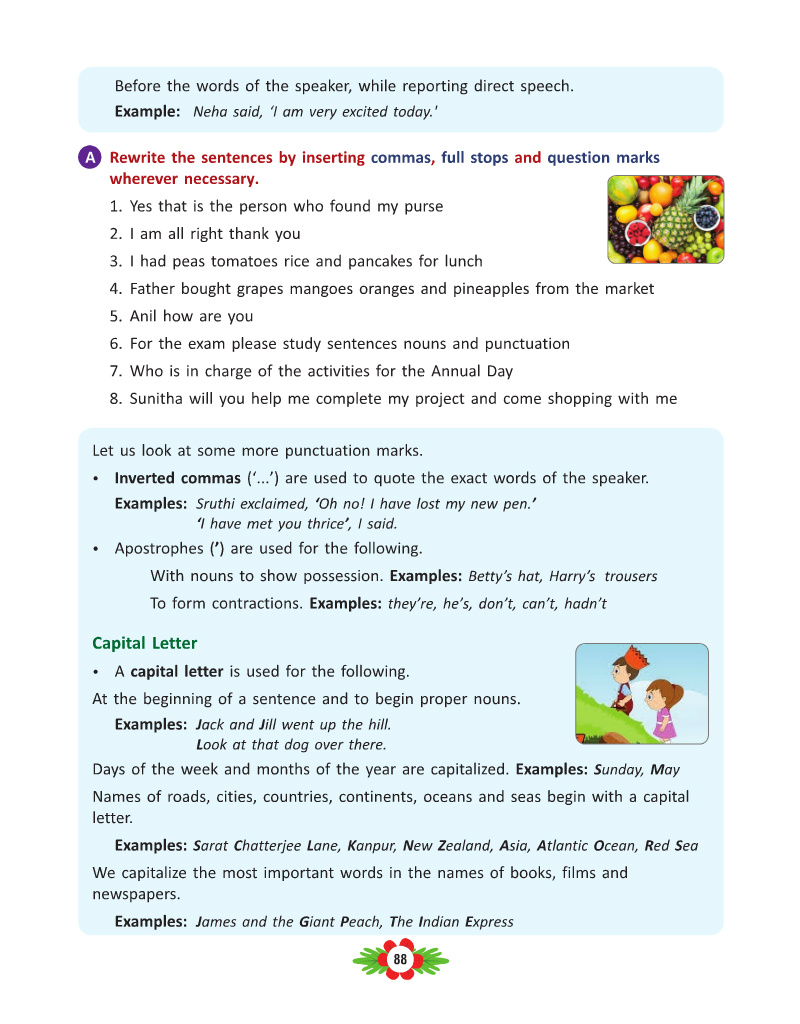 Before the words of the speaker, while reporting direct speech.
Example: Neha said, ‘I am very excited today.'
A Rewrite the sentences by inserting commas, full stops and question marks
wherever necessary.
1. Yes that is the person who found my purse
2. I am all right thank you
3. I had peas tomatoes rice and pancakes for lunch
4. Father bought grapes mangoes oranges and pineapples from the market
5. Anil how are you
6. For the exam please study sentences nouns and punctuation
7. Who is in charge of the activities for the Annual Day
8. Sunitha will you help me complete my project and come shopping with me
Let us look at some more punctuation marks.
• Inverted commas (‘...’) are used to quote the exact words of the speaker.
Examples: Sruthi exclaimed, ‘Oh no! I have lost my new pen.’
‘I have met you thrice’, I said.
• Apostrophes (’) are used for the following.
With nouns to show possession. Examples: Betty’s hat, Harry’s trousers
To form contractions. Examples: they’re, he’s, don’t, can’t, hadn’t
Capital Letter
• A capital letter is used for the following.
At the beginning of a sentence and to begin proper nouns.
Examples: Jack and Jill went up the hill.
Look at that dog over there.
Days of the week and months of the year are capitalized. Examples: Sunday, May
Names of roads, cities, countries, continents, oceans and seas begin with a capital
letter.
Examples: Sarat Chatterjee Lane, Kanpur, New Zealand, Asia, Atlantic Ocean, Red Sea
We capitalize the most important words in the names of books, films and
newspapers.
Examples: James and the Giant Peach, The Indian Express
88